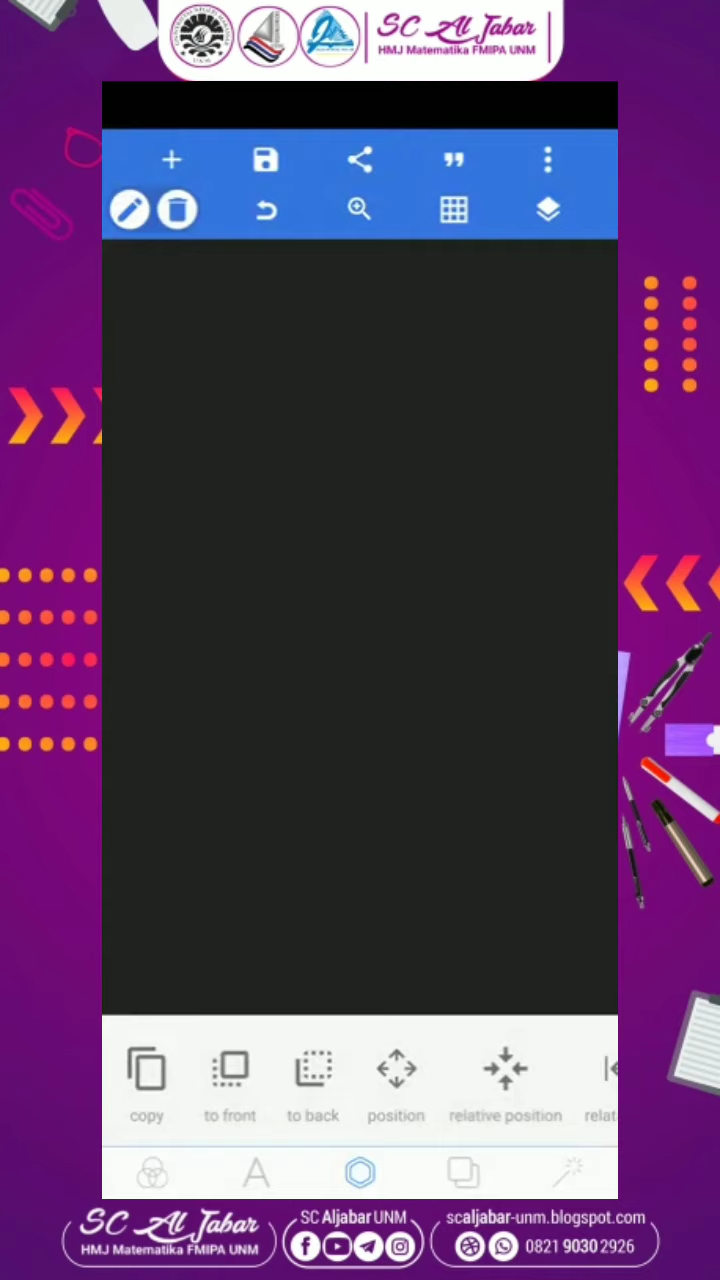 SC Al Jabar
HMJ Matematika FMIPA UNM
copy
to front
to back
position
relative position
relat
SC Al Jabar
HMJ Matematika FMIPA UNM
SC Aljabar UNM
scaljabar-unm.blogspot.com
0821 9030 2926